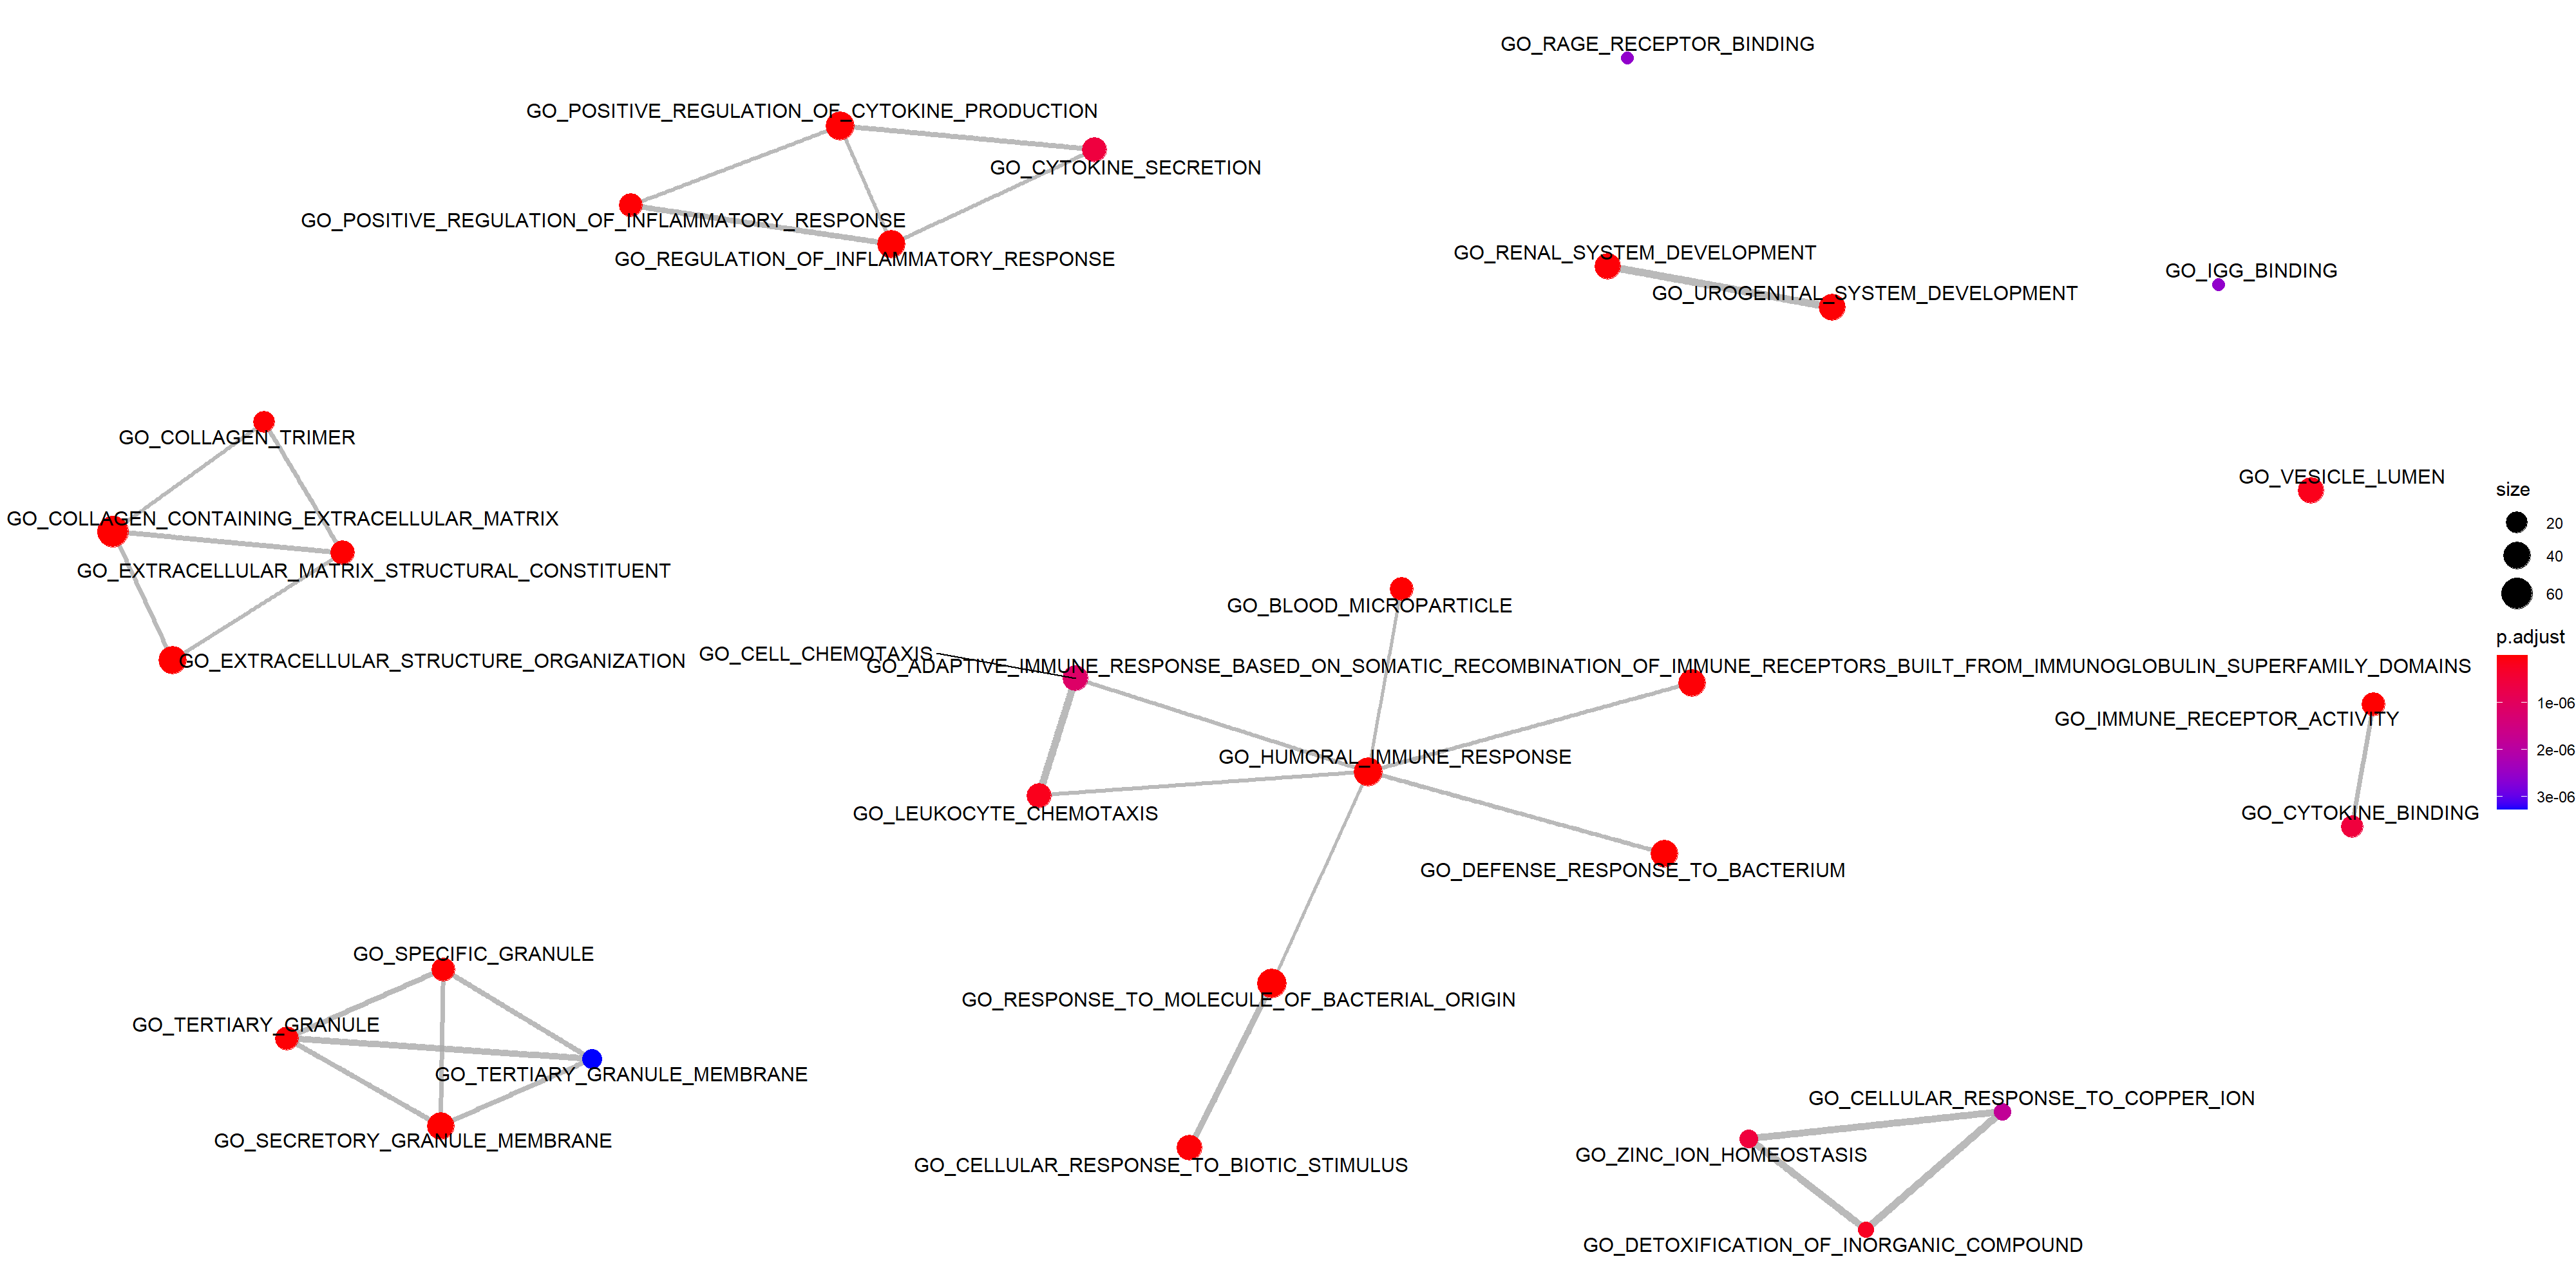 GO_RAGE_RECEPTOR_BINDING
GO_POSITIVE_REGULATION_OF_CYTOKINE_PRODUCTION
GO_CYTOKINE_SECRETION
GO_POSITIVE_REGULATION_OF_INFLAMMATORY_RESPONSE
GO_REGULATION_OF_INFLAMMATORY_RESPONSE
GO_RENAL_SYSTEM_DEVELOPMENT
GO_IGG_BINDING
GO_UROGENITAL_SYSTEM_DEVELOPMENT
GO_COLLAGEN_TRIMER
GO_VESICLE_LUMEN
GO_COLLAGEN_CONTAINING_EXTRACELLULAR_MATRIX
GO_EXTRACELLULAR_MATRIX_STRUCTURAL_CONSTITUENT
GO_BLOOD_MICROPARTICLE
GO_EXTRACELLULAR_STRUCTURE_ORGANIZATION
GO_CELL_CHEMOTAXIS
GO_ADAPTIVE_IMMUNE_RESPONSE_BASED_ON_SOMATIC_RECOMBINATION_OF_IMMUNE_RECEPTORS_BUILT_FROM_IMMUNOGLOBULIN_SUPERFAMILY_DOMAINS
GO_IMMUNE_RECEPTOR_ACTIVITY
GO_HUMORAL_IMMUNE_RESPONSE
GO_LEUKOCYTE_CHEMOTAXIS
GO_CYTOKINE_BINDING
GO_DEFENSE_RESPONSE_TO_BACTERIUM
GO_SPECIFIC_GRANULE
GO_RESPONSE_TO_MOLECULE_OF_BACTERIAL_ORIGIN
GO_TERTIARY_GRANULE
GO_TERTIARY_GRANULE_MEMBRANE
GO_SECRETORY_GRANULE_MEMBRANE
GO_CELLULAR_RESPONSE_TO_BIOTIC_STIMULUS
GO_CELLULAR_RESPONSE_TO_COPPER_ION
GO_ZINC_ION_HOMEOSTASIS
GO_DETOXIFICATION_OF_INORGANIC_COMPOUND
size
20
40
60
p.adjust
1e-06
2e-06
3e-06